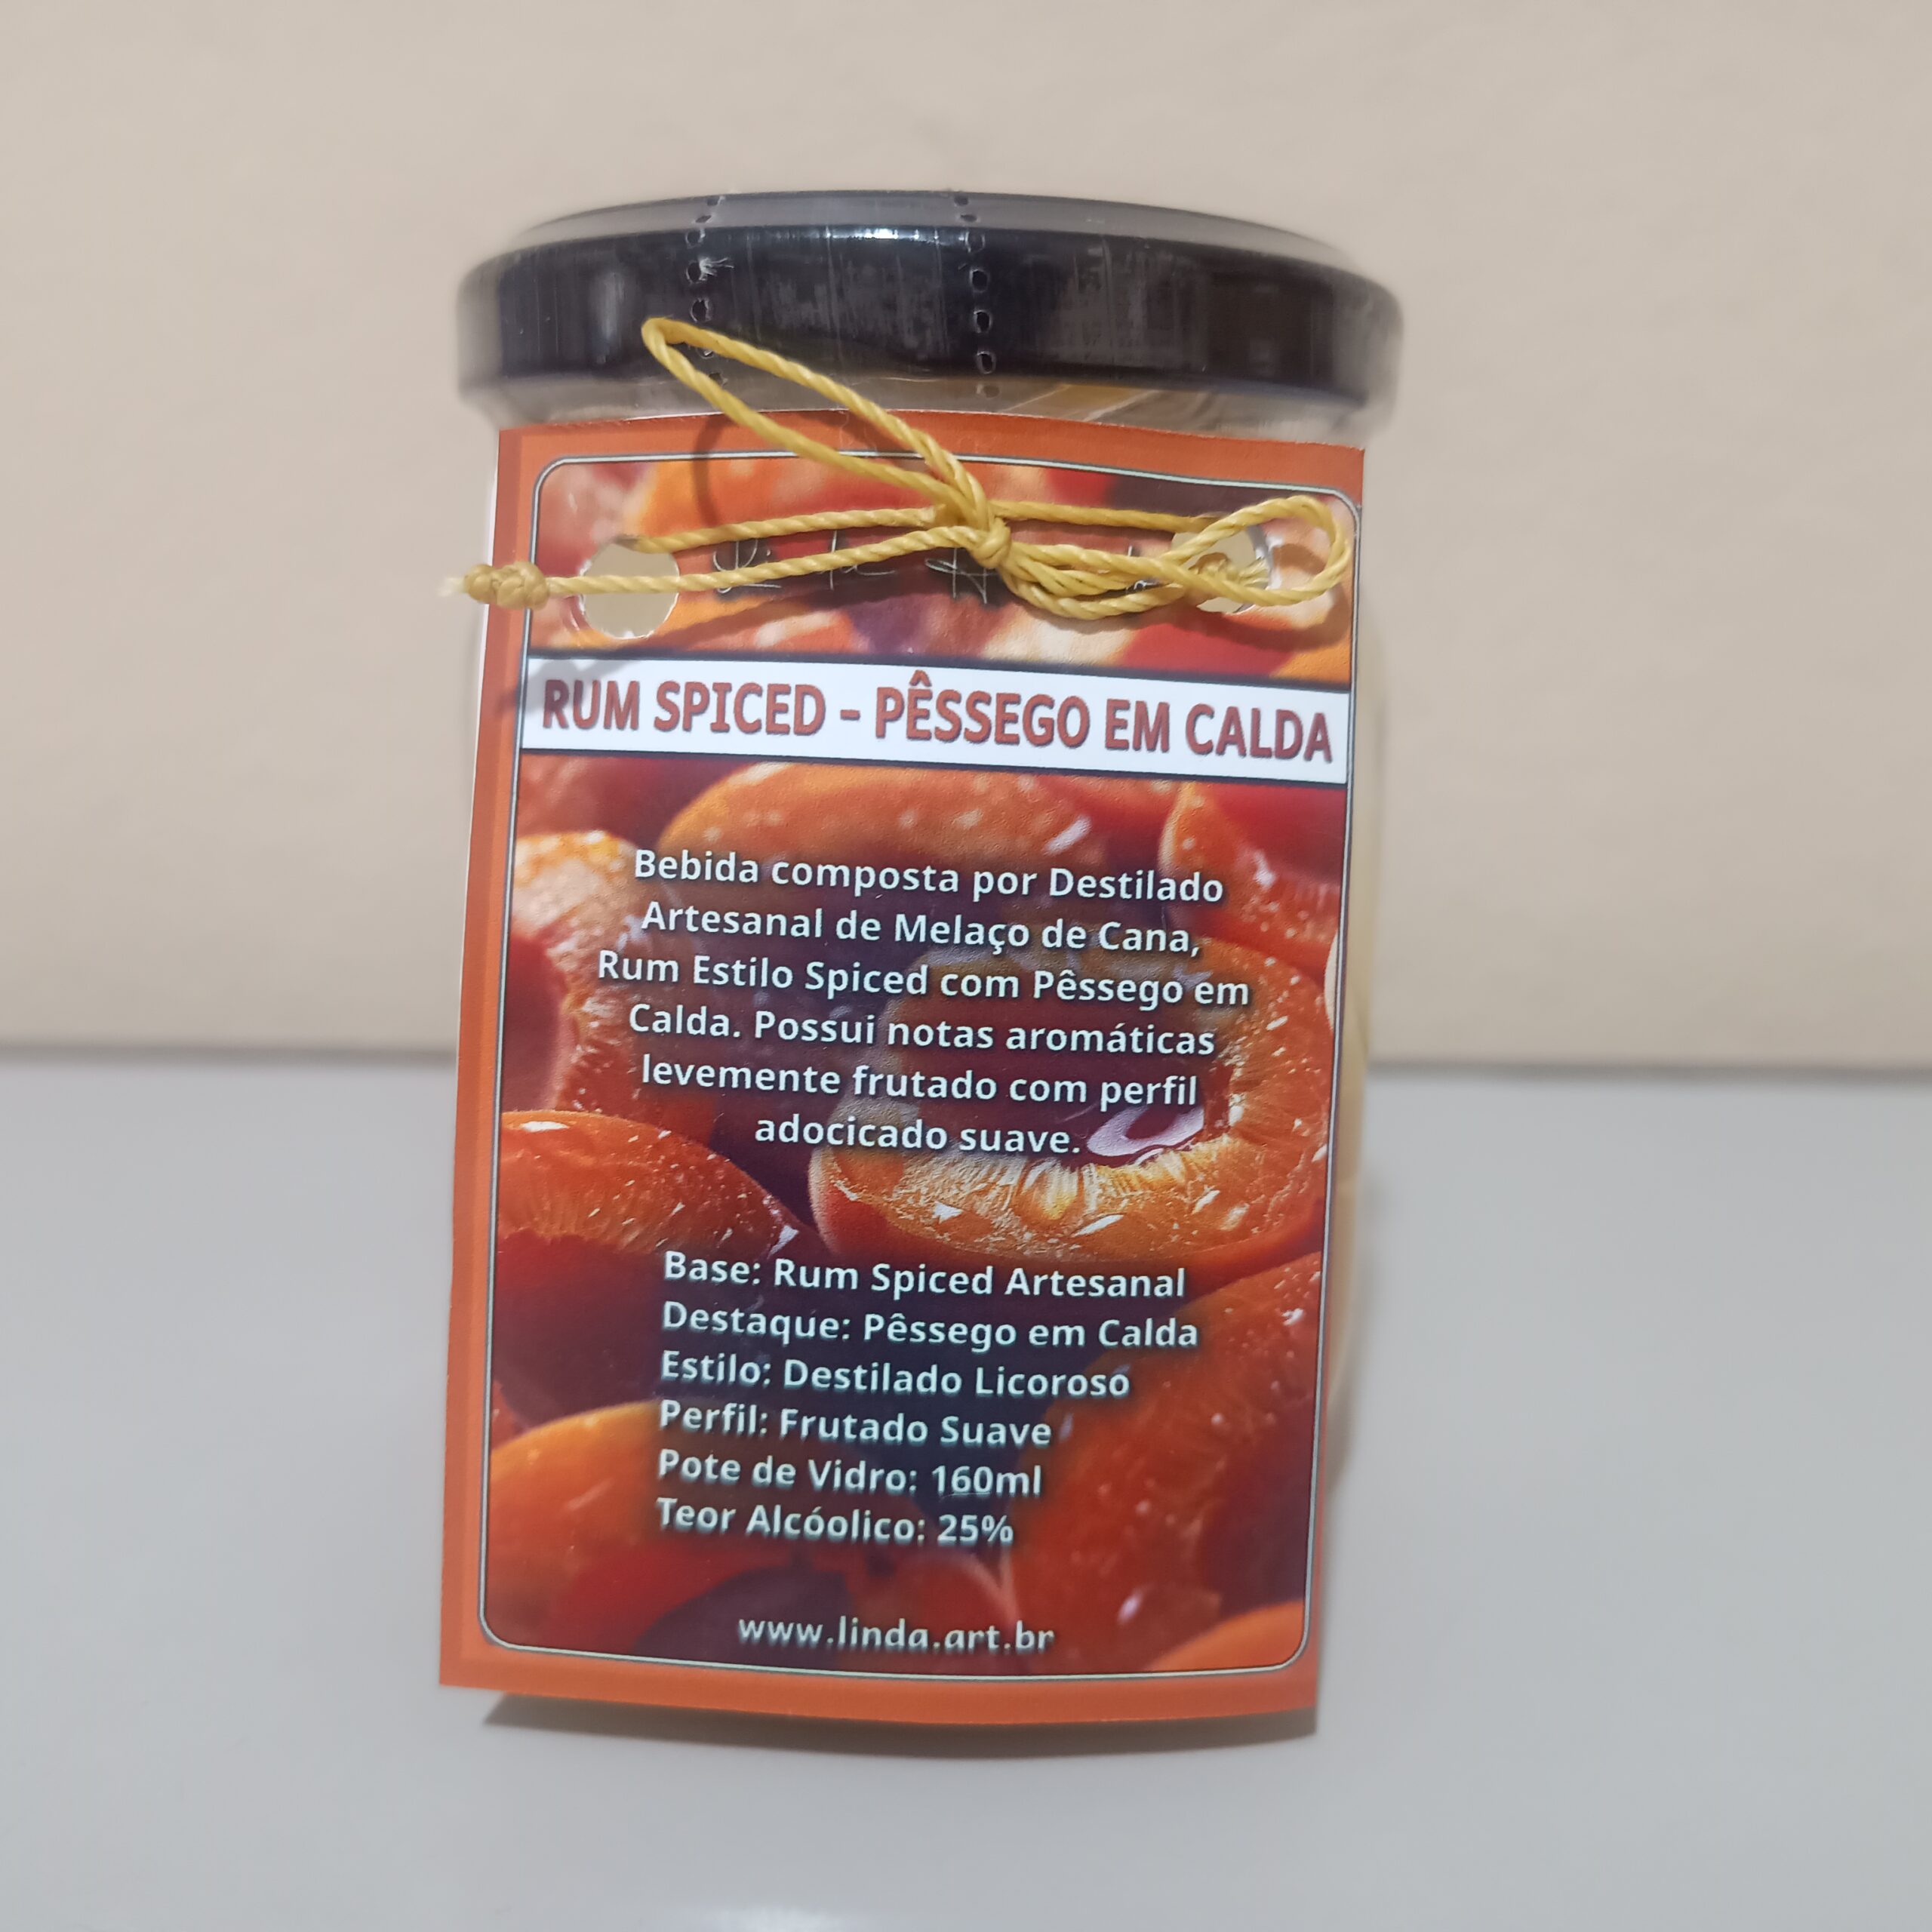 RUM SPICED - PÊSSEGO EM CALDA
Bebida composta por Destilado
Artesanal de Melaço de Cana,
Rum Estilo Spiced com Pêssego em
Calda. Possui notas aromáticas
levemente frutado com perfil
adocicado suave.
Base: Rum Spiced Artesanal
Destaque: Pêssego em Calda
Estilo: Destilado Licoroso
Perfil: Frutado Suave
Pote de Vidro: 160ml
Teor Alcóolico: 25%
www.linda.art.br